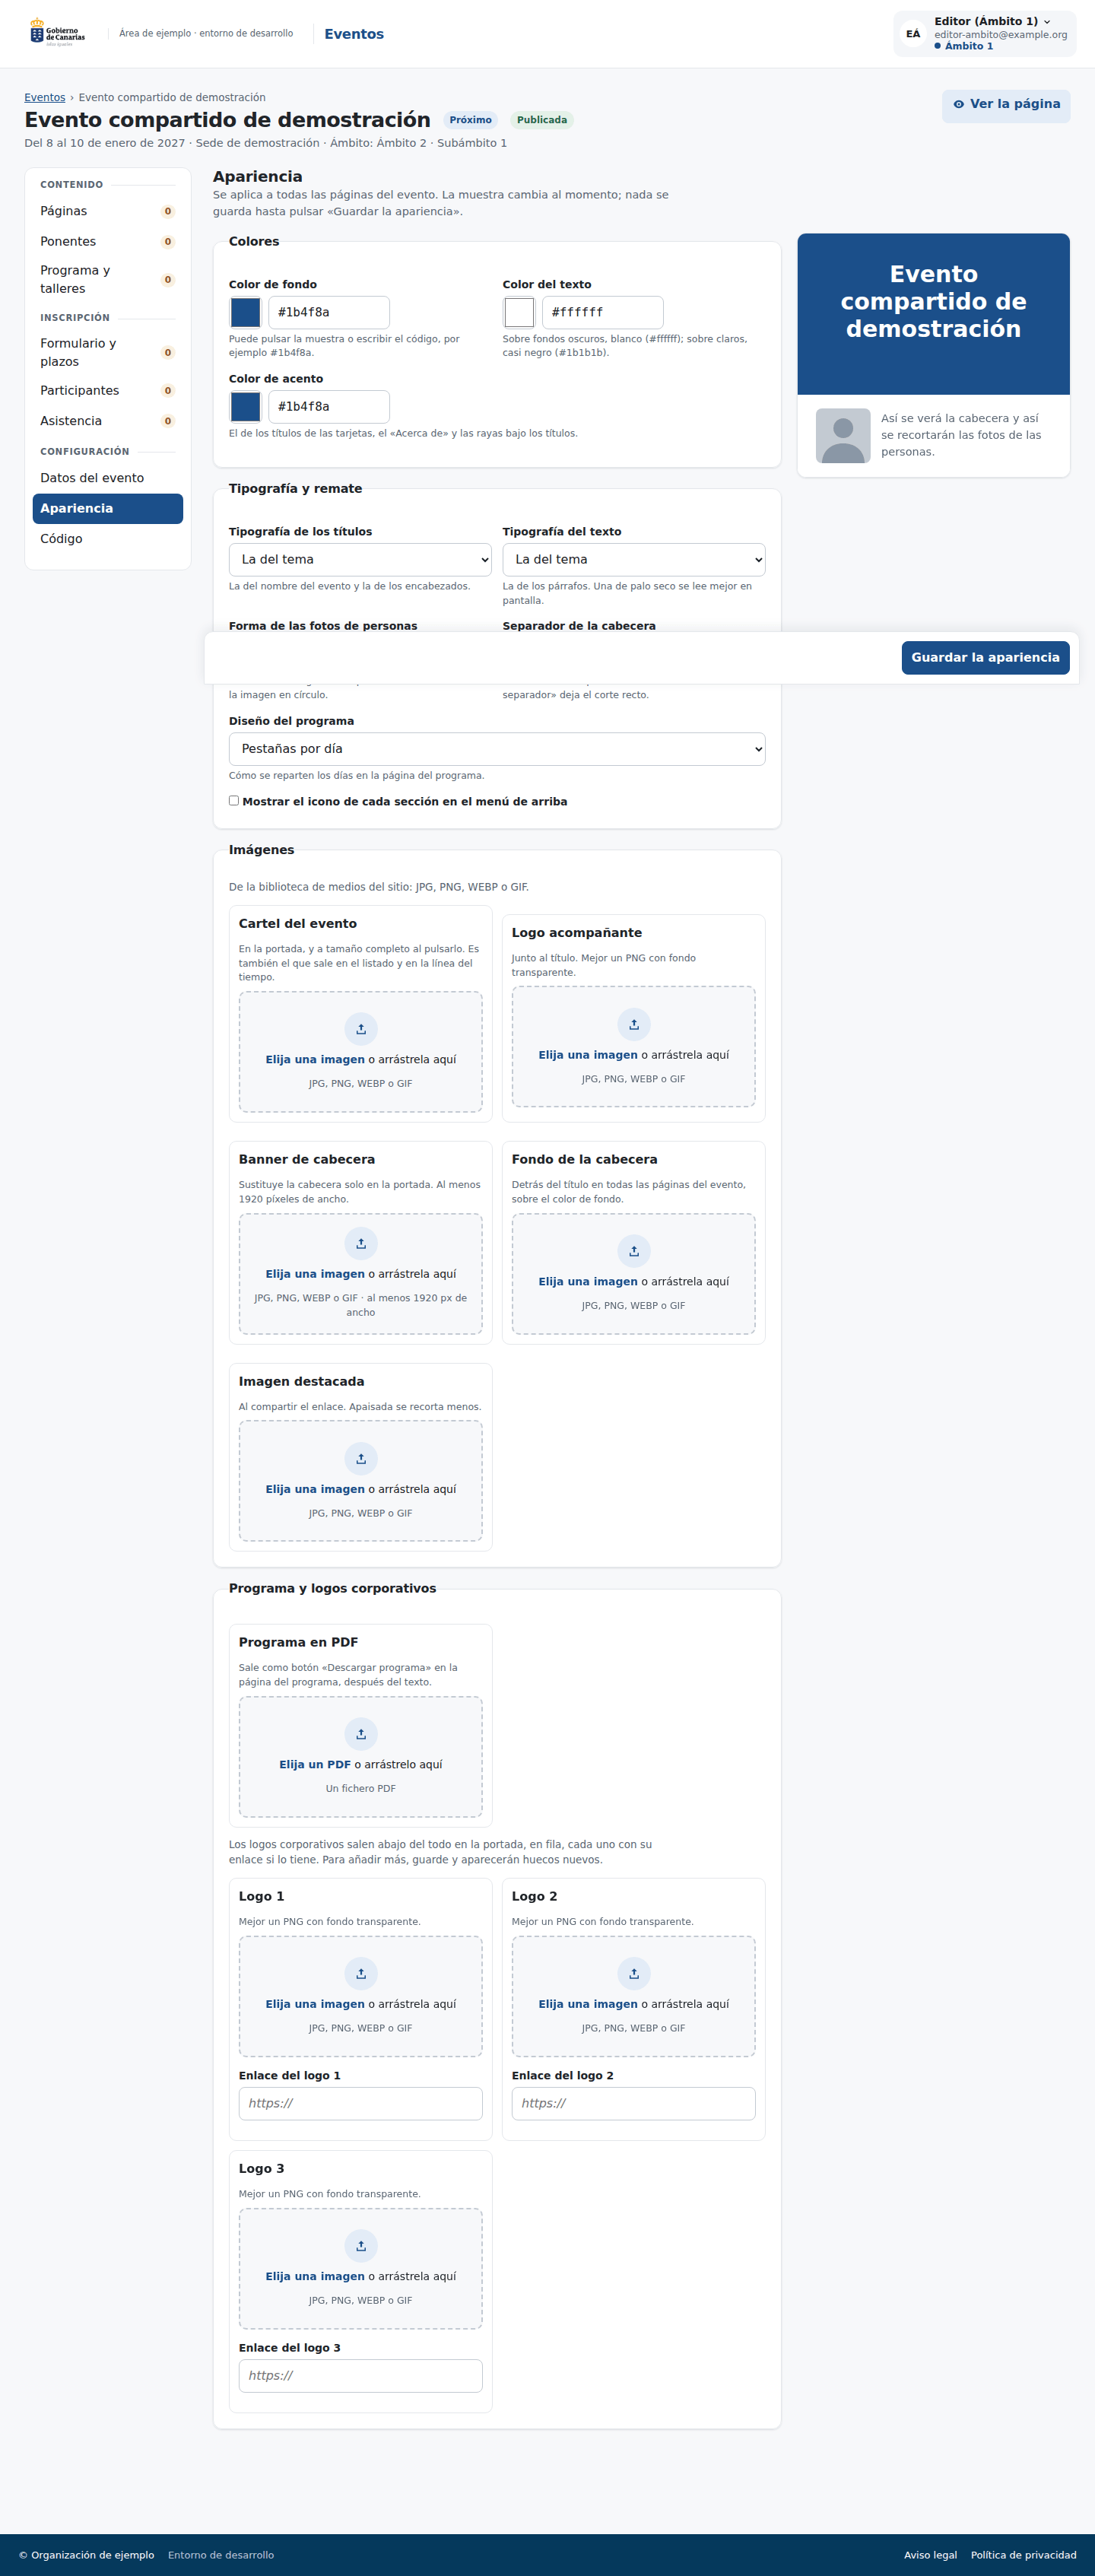 Gobierno
de Canarias
Área de ejemplo · entorno de desarrollo
Eventos
EÁ
Editor (Ámbito 1)
editor-ambito@example.org
Ámbito 1
Eventos › Evento compartido de demostración
Evento compartido de demostración
Próximo
Publicada
Del 8 al 10 de enero de 2027 · Sede de demostración · Ámbito: Ámbito 2 · Subámbito 1
Ver la página
CONTENIDO
Páginas 0
Ponentes 0
Programa y
talleres 0
INSCRIPCIÓN
Formulario y
plazos 0
Participantes 0
Asistencia 0
CONFIGURACIÓN
Datos del evento
Apariencia
Código
Apariencia
Se aplica a todas las páginas del evento. La muestra cambia al momento; nada se
guarda hasta pulsar «Guardar la apariencia».
Colores
Color de fondo
#1b4f8a
Puede pulsar la muestra o escribir el código, por
ejemplo #1b4f8a.
Color del texto
#ffffff
Sobre fondos oscuros, blanco (#ffffff); sobre claros,
casi negro (#1b1b1b).
Color de acento
#1b4f8a
El de los títulos de las tarjetas, el «Acerca de» y las rayas bajo los títulos.
Evento
compartido de
demostración
Así se verá la cabecera y así
se recortarán las fotos de las
personas.
Tipografía y remate
Tipografía de los títulos
La del tema
La del nombre del evento y la de los encabezados.
Tipografía del texto
La del tema
La de los párrafos. Una de palo seco se lee mejor en
pantalla.
Forma de las fotos de personas
Separador de la cabecera
Guardar la apariencia
la imagen en círculo.
separador» deja el corte recto.
Diseño del programa
Pestañas por día
Cómo se reparten los días en la página del programa.
Mostrar el icono de cada sección en el menú de arriba
Imágenes
De la biblioteca de medios del sitio: JPG, PNG, WEBP o GIF.
Cartel del evento
En la portada, y a tamaño completo al pulsarlo. Es
también el que sale en el listado y en la línea del
tiempo.
Elija una imagen o arrástrela aquí
JPG, PNG, WEBP o GIF
Logo acompañante
Junto al título. Mejor un PNG con fondo
transparente.
Elija una imagen o arrástrela aquí
JPG, PNG, WEBP o GIF
Banner de cabecera
Sustituye la cabecera solo en la portada. Al menos
1920 píxeles de ancho.
Elija una imagen o arrástrela aquí
JPG, PNG, WEBP o GIF · al menos 1920 px de
ancho
Fondo de la cabecera
Detrás del título en todas las páginas del evento,
sobre el color de fondo.
Elija una imagen o arrástrela aquí
JPG, PNG, WEBP o GIF
Imagen destacada
Al compartir el enlace. Apaisada se recorta menos.
Elija una imagen o arrástrela aquí
JPG, PNG, WEBP o GIF
Programa y logos corporativos
Programa en PDF
Sale como botón «Descargar programa» en la
página del programa, después del texto.
Elija un PDF o arrástrelo aquí
Un fichero PDF
Los logos corporativos salen abajo del todo en la portada, en fila, cada uno con su
enlace si lo tiene. Para añadir más, guarde y aparecerán huecos nuevos.
Logo 1
Mejor un PNG con fondo transparente.
Elija una imagen o arrástrela aquí
JPG, PNG, WEBP o GIF
Enlace del logo 1
https://
Logo 2
Mejor un PNG con fondo transparente.
Elija una imagen o arrástrela aquí
JPG, PNG, WEBP o GIF
Enlace del logo 2
https://
Logo 3
Mejor un PNG con fondo transparente.
Elija una imagen o arrástrela aquí
JPG, PNG, WEBP o GIF
Enlace del logo 3
https://
© Organización de ejemplo
Entorno de desarrollo
Aviso legal
Política de privacidad